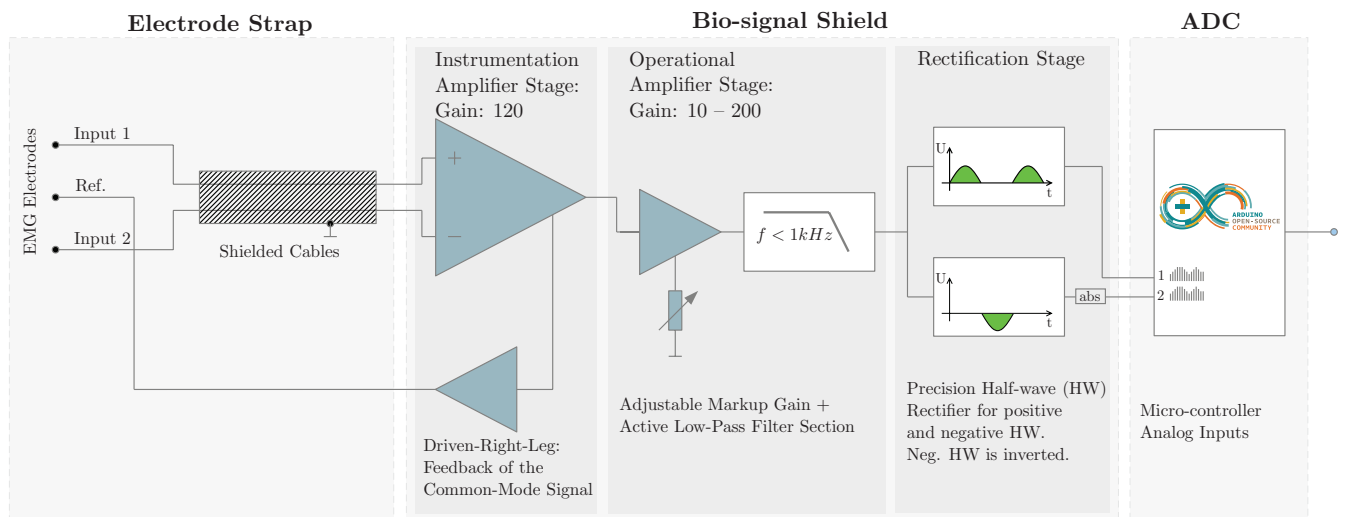 Electrode Strap
Bio-signal Shield
ADC
EMG Electrodes
Input 1
Ref.
Input 2
Shielded Cables
Instrumentation
Amplifier Stage:
Gain: 120
+
−
Driven-Right-Leg:
Feedback of the
Common-Mode Signal
Operational
Amplifier Stage:
Gain: 10 – 200
f < 1kHz
Adjustable Markup Gain +
Active Low-Pass Filter Section
Rectification Stage
U
t
U
t
abs
Precision Half-wave (HW)
Rectifier for positive
and negative HW.
Neg. HW is inverted.
ARDUINO
OPEN-SOURCE
COMMUNITY
1
2
Micro-controller
Analog Inputs